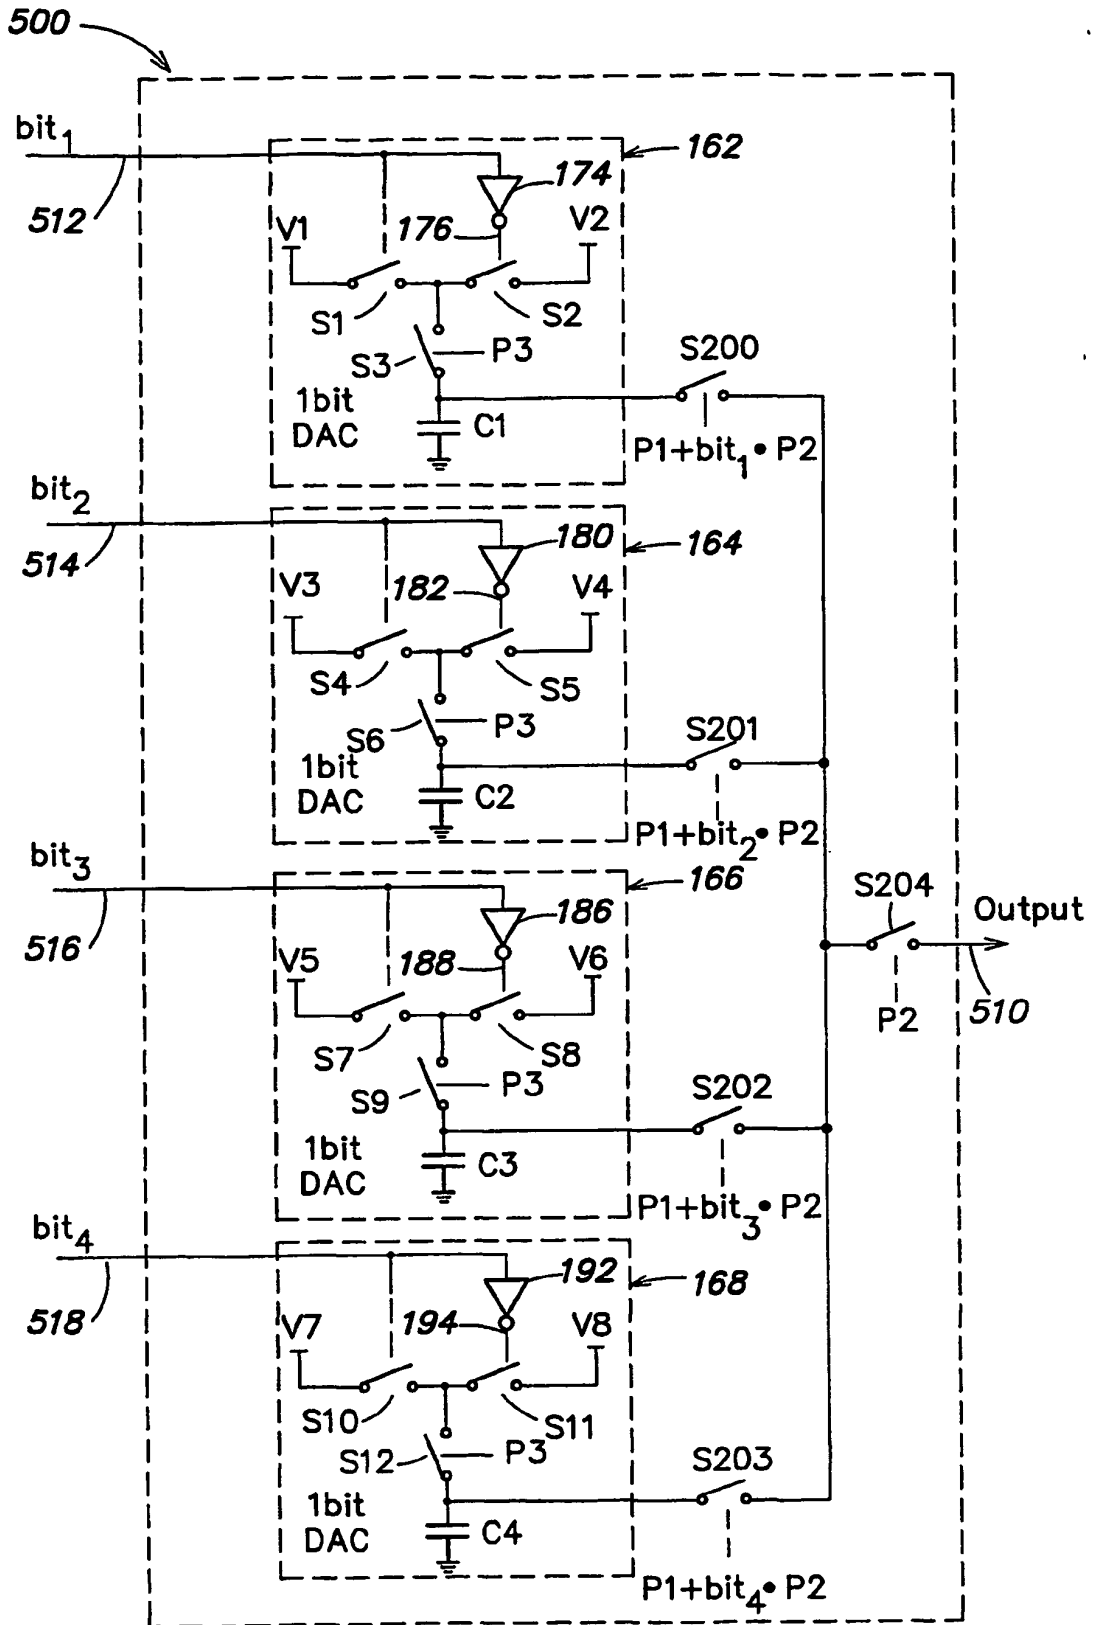 500
bit1
162
174
512
V1
176
V2
S1
S2
S3
P3
S200
1bit
DAC
C1
P1+bit1• P2
bit2
180
164
514
V3
182
V4
S4
S5
S6
P3
S201
1bit
DAC
C2
P1+bit2• P2
bit3
166
186
S204
Output
516
V5
188
V6
510
P2
S7
S8
S9
P3
S202
1bit
DAC
C3
P1+bit3• P2
bit4
192
168
518
V7
194
V8
S10
S11
S12
P3
S203
1bit
DAC
C4
P1+bit4• P2